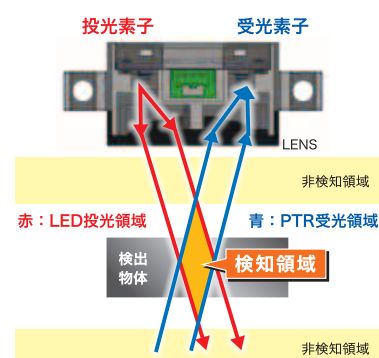 投光素子
受光素子
LENS
非検知領域
赤：LED投光領域
青：PTR受光領域
検出
物体
検知領域
非検知領域